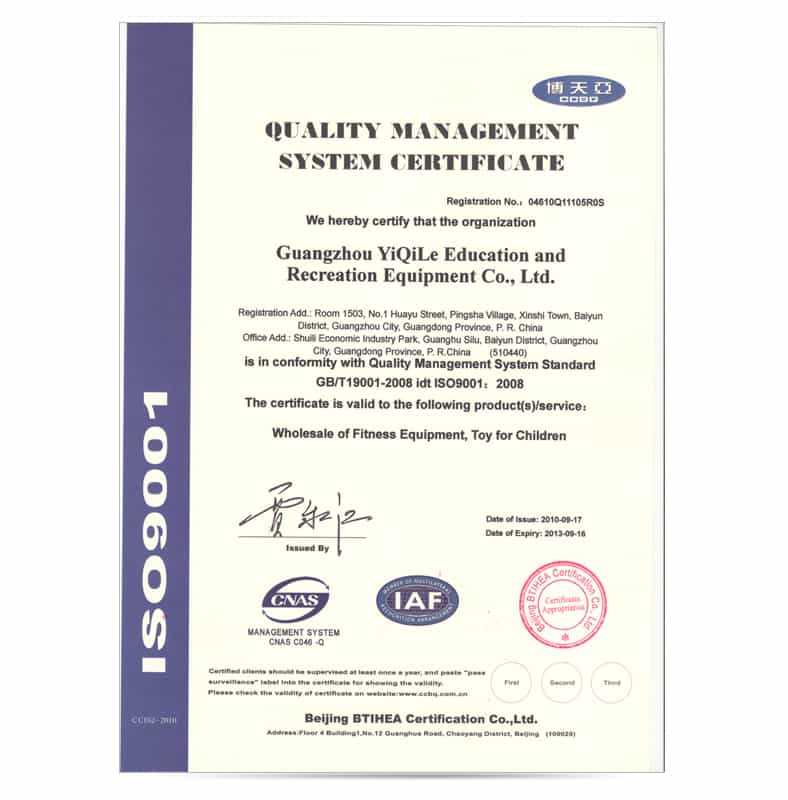 博天亞
CCBQ
QUALITY MANAGEMENT
SYSTEM CERTIFICATE
Registration No.: 04610Q11105R0S
We hereby certify that the organization
Guangzhou YiQiLe Education and
Recreation Equipment Co., Ltd.
Registration Add.: Room 1503, No.1 Huayu Street, Pingsha Village, Xinshi Town, Baiyun
District, Guangzhou City, Guangdong Province, P. R. China
Office Add.: Shuili Economic Industry Park, Guanghu Silu, Baiyun District, Guangzhou
City, Guangdong Province, P. R.China (510440)
is in conformity with Quality Management System Standard
GB/T19001-2008 idt ISO9001: 2008
The certificate is valid to the following product(s)/service:
Wholesale of Fitness Equipment, Toy for Children
ISO9001
Issued By
Date of Issue: 2010-09-17
Date of Expiry: 2013-09-16
CNAS
MANAGEMENT SYSTEM
CNAS C046 -Q
MEMBER OF MULTILATERAL
IAF
RECOGNITION ARRANGEMENT
Beijing BTIHEA Certification Co., Ltd
Certificate
Appropriation
Certified clients should be supervised at least once a year, and paste "pass
surveillance" label into the certificate for showing the validity.
Please check the validity of certificate on website:www.ccbq.com.cn
First
Second
Third
Beijing BTIHEA Certification Co.,Ltd.
Address:Floor 4 Building1,No.12 Guanghua Road, Chaoyang District, Beijing (100020)